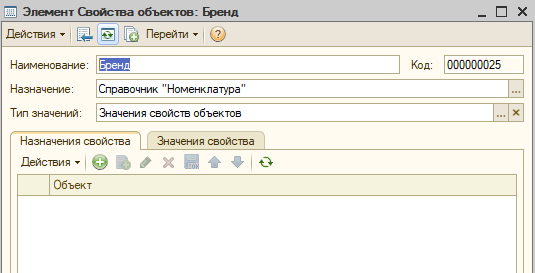 Элемент Свойства объектов: Бренд
Действия Перейти
Наименование: Бренд Код: 000000025
Назначение: Справочник "Номенклатура" ...
Тип значений: Значения свойств объектов ...
Назначения свойства Значения свойства
Действия
Объект